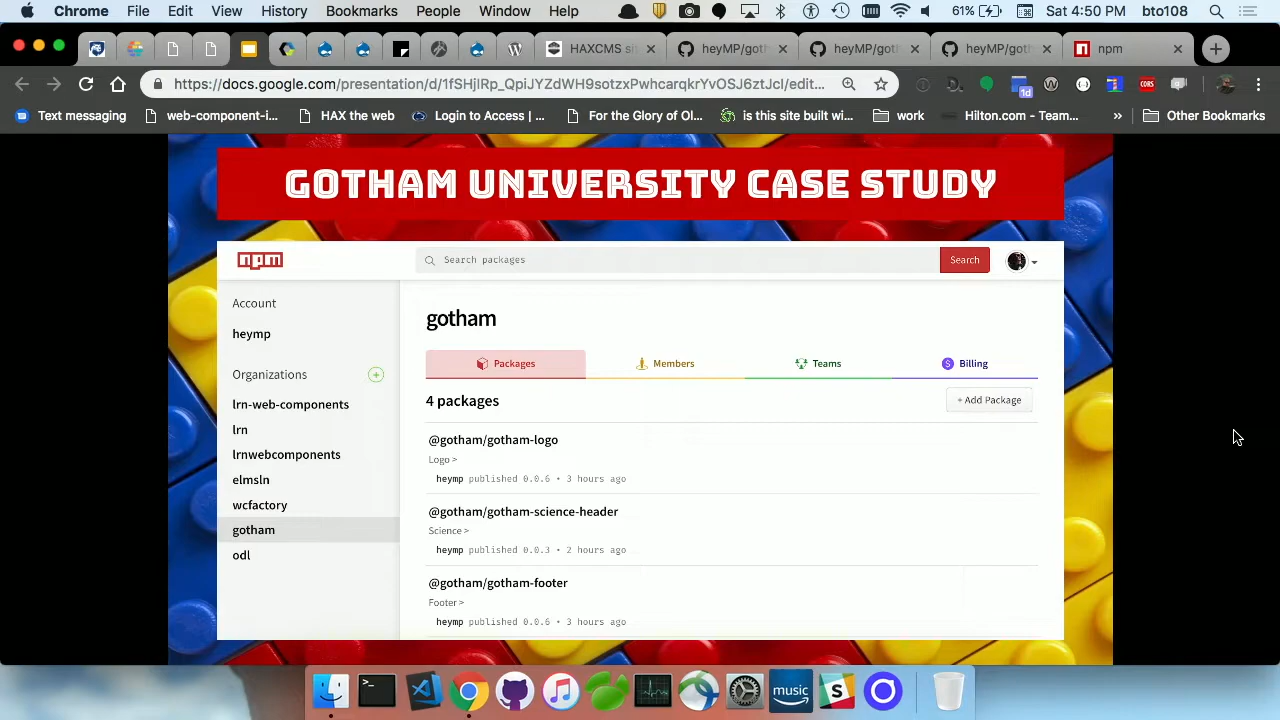 Chrome File Edit View History Bookmarks People Window Help 61% Sat 4:50 PM bto108
HAXCMS si heyMP/goth heyMP/got heyMP/goth npm
https://docs.google.com/presentation/d/1fSHjlRp_QpiJYZdWH9sotzxPwhcarqkrYvOSJ6ztJcI/edit...
1d CORS
Text messaging web-component-i... HAX the web Login to Access | ... For the Glory of Ol... is this site built wi... work Hilton.com - Team... » Other Bookmarks
GOTHAM UNIVERSITY CASE STUDY
npm Search packages Search
Account
heymp
Organizations
lrn-web-components
lrn
lrnwebcomponents
elmsln
wcfactory
gotham
odl
gotham
Packages Members Teams Billing
4 packages + Add Package
@gotham/gotham-logo
Logo >
heymp published 0.0.6 • 3 hours ago
@gotham/gotham-science-header
Science >
heymp published 0.0.3 • 2 hours ago
@gotham/gotham-footer
Footer >
heymp published 0.0.6 • 3 hours ago
music